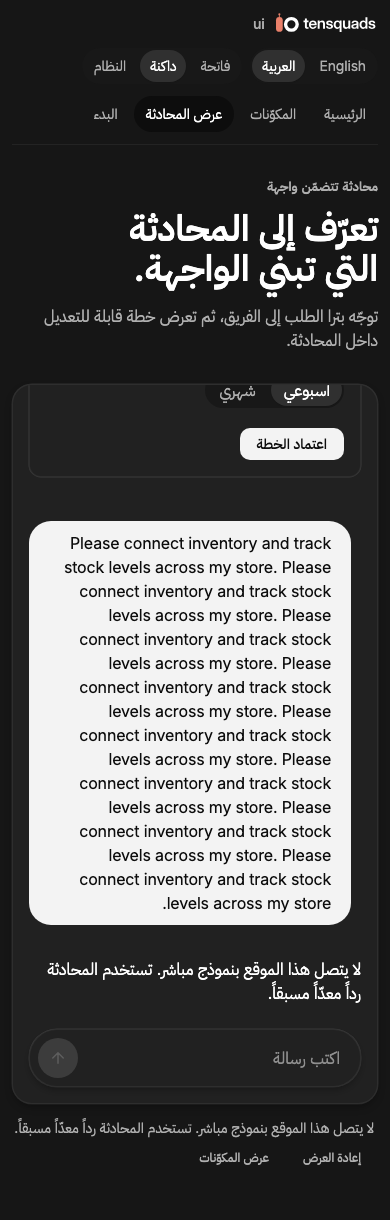 tensquads ui
English العربية فاتحة داكنة النظام
الرئيسية المكوّنات عرض المحادثة البدء
محادثة تتضمّن واجهة
تعرّف إلى المحادثة
التي تبني الواجهة.
توجّه بترا الطلب إلى الفريق، ثم تعرض خطة قابلة للتعديل
داخل المحادثة.
أسبوعي شهري
اعتماد الخطة
Please connect inventory and track
stock levels across my store. Please
connect inventory and track stock
levels across my store. Please
connect inventory and track stock
levels across my store. Please
connect inventory and track stock
levels across my store. Please
connect inventory and track stock
levels across my store. Please
connect inventory and track stock
levels across my store. Please
connect inventory and track stock
levels across my store. Please
connect inventory and track stock
levels across my store.
لا يتصل هذا الموقع بنموذج مباشر. تستخدم المحادثة
رداً معدّاً مسبقاً.
اكتب رسالة
لا يتصل هذا الموقع بنموذج مباشر. تستخدم المحادثة رداً معدّاً مسبقاً.
إعادة العرض عرض المكوّنات